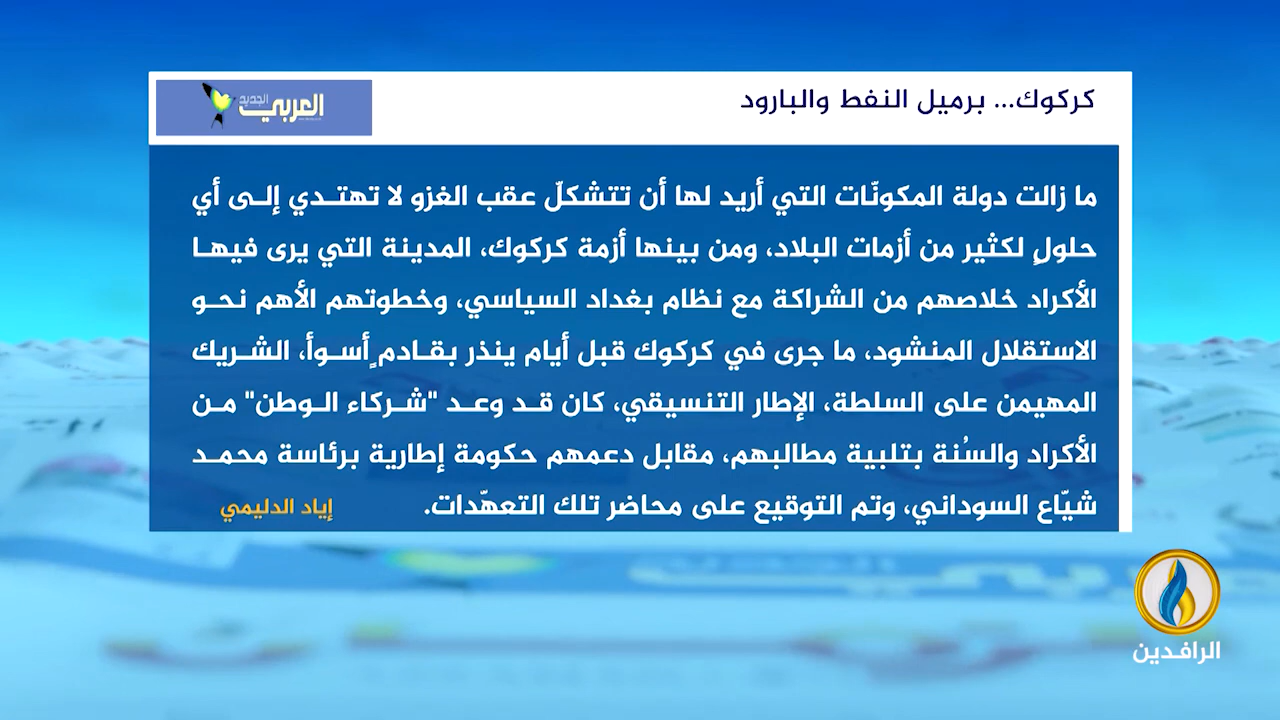 كركوك... برميل النفط والبارود
العربي الجديد
ما زالت دولة المكونّات التي أريد لها أن تتشكلّ عقب الغزو لا تهتدي إلى أي
حلولٍ لكثير من أزمات البلاد، ومن بينها أزمة كركوك، المدينة التي يرى فيها
الأكراد خلاصهم من الشراكة مع نظام بغداد السياسي، وخطوتهم الأهم نحو
الاستقلال المنشود، ما جرى في كركوك قبل أيام ينذر بقادمٍ أسوأ، الشريك
المهيمن على السلطة، الإطار التنسيقي، كان قد وعد "شركاء الوطن" من
الأكراد والسُنة بتلبية مطالبهم، مقابل دعمهم حكومة إطارية برئاسة محمد
شيّاع السوداني، وتم التوقيع على محاضر تلك التعهّدات.
إياد الدليمي
الرافدين